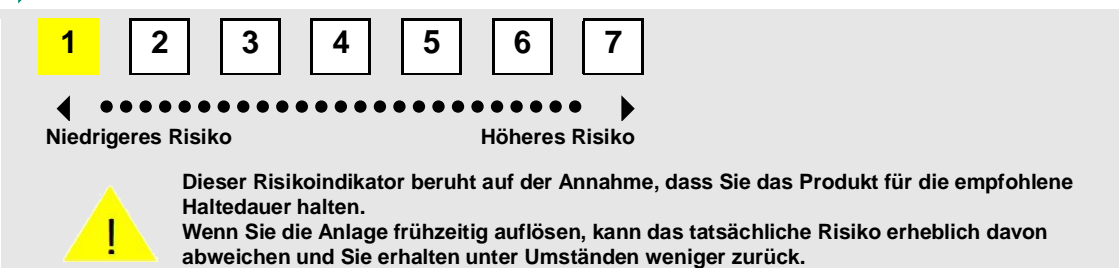 1 2 3 4 5 6 7
Niedrigeres Risiko Höheres Risiko
Dieser Risikoindikator beruht auf der Annahme, dass Sie das Produkt für die empfohlene
Haltedauer halten.
! Wenn Sie die Anlage frühzeitig auflösen, kann das tatsächliche Risiko erheblich davon
abweichen und Sie erhalten unter Umständen weniger zurück.